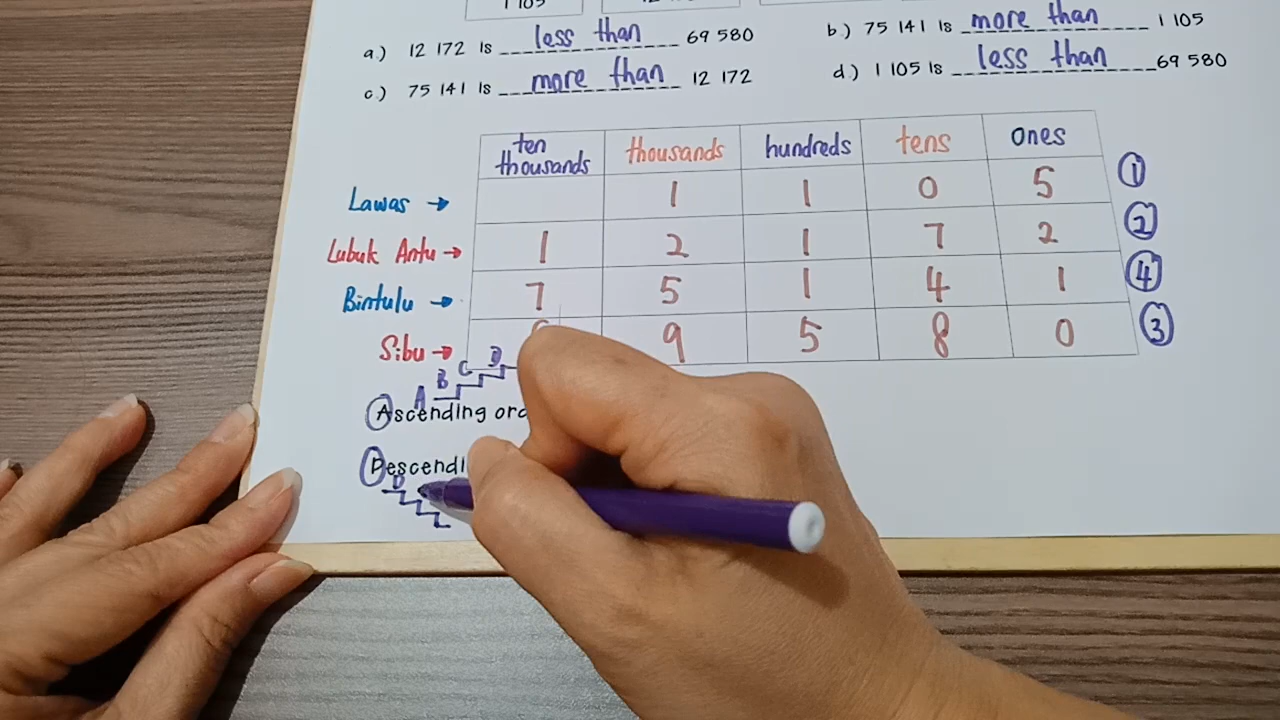 1 105
a.) 12 172 is less than 69 580
b.) 75 141 is more than 1 105
c.) 75 141 is more than 12 172
d.) 1 105 is less than 69 580
ten thousands thousands hundreds tens ones
Lawas → 1 1 0 5 ①
Lubuk Antu → 1 2 1 7 2 ②
Bintulu → 7 5 1 4 1 ④
Sibu → 9 5 8 0 ③
A B C D
Ascending
D